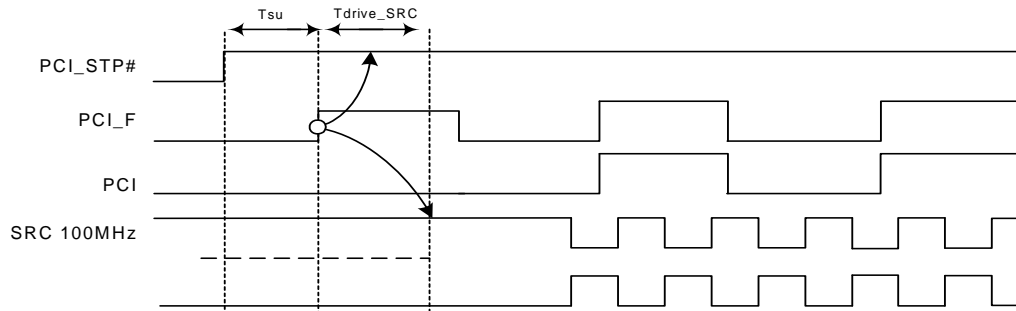 Tsu
Tdrive_SRC
PCI_STP#
PCI_F
PCI
SRC 100MHz